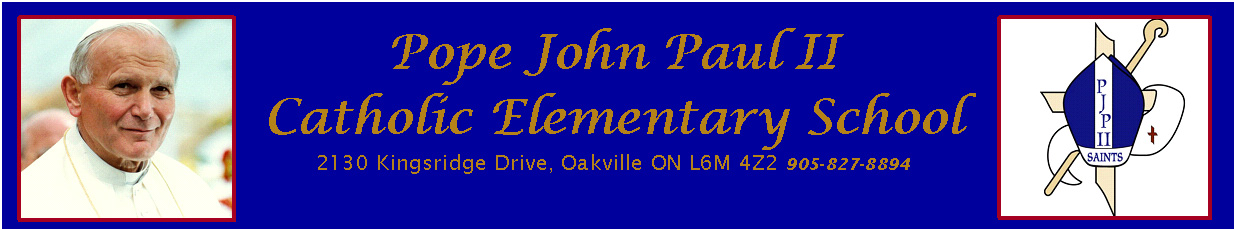 Pope John Paul II
Catholic Elementary School
2130 Kingsridge Drive, Oakville ON L6M 4Z2 905-827-8894
PJPII
SAINTS